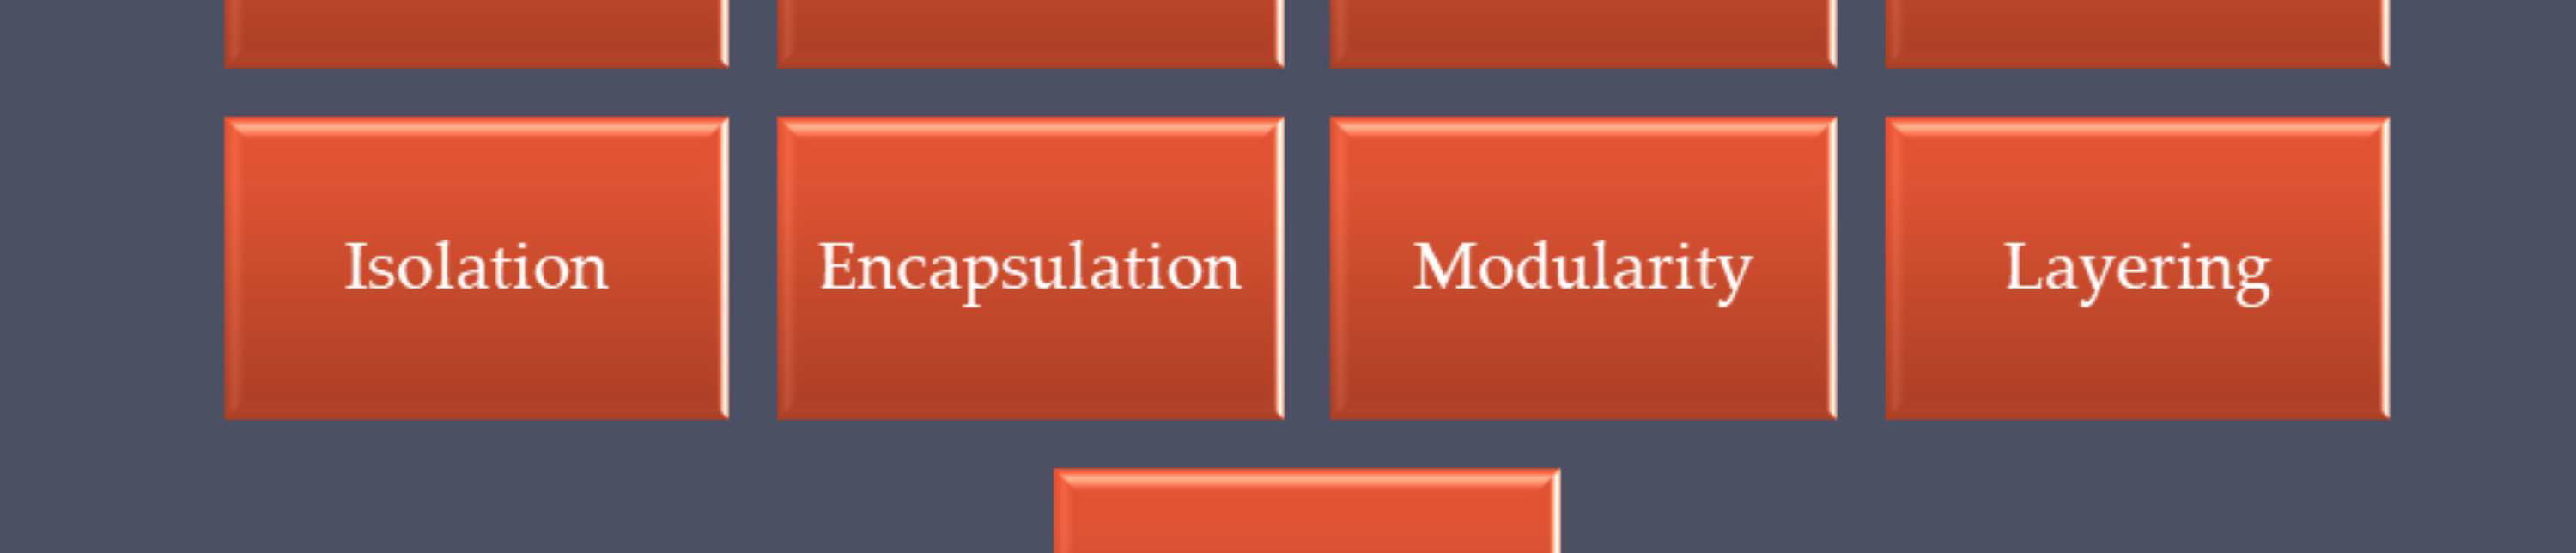 Isolation
Encapsulation
Modularity
Layering